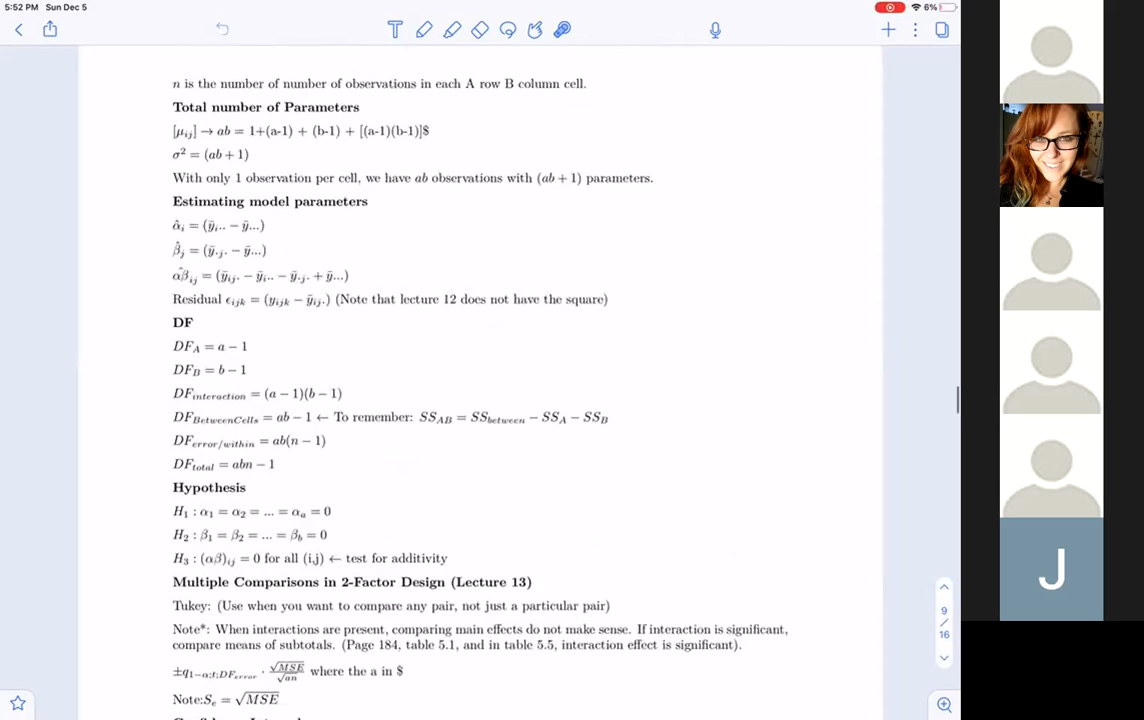 5:52 PM Sun Dec 5
6%
n is the number of number of observations in each A row B column cell.
Total number of Parameters
[μij] → ab = 1+(a-1) + (b-1) + [(a-1)(b-1)]$
σ² = (ab + 1)
With only 1 observation per cell, we have ab observations with (ab + 1) parameters.
Estimating model parameters
α̂i = (ȳi.. − ȳ...)
β̂j = (ȳ.j. − ȳ...)
α̂βij = (ȳij. − ȳi.. − ȳ.j. + ȳ...)
Residual ϵijk = (yijk − ȳij.) (Note that lecture 12 does not have the square)
DF
DFA = a − 1
DFB = b − 1
DFinteraction = (a − 1)(b − 1)
DFBetweenCells = ab − 1 ← To remember: SSAB = SSbetween − SSA − SSB
DFerror/within = ab(n − 1)
DFtotal = abn − 1
Hypothesis
H1 : α1 = α2 = ... = αa = 0
H2 : β1 = β2 = ... = βb = 0
H3 : (αβ)ij = 0 for all (i,j) ← test for additivity
Multiple Comparisons in 2-Factor Design (Lecture 13)
Tukey: (Use when you want to compare any pair, not just a particular pair)
Note*: When interactions are present, comparing main effects do not make sense. If interaction is significant,
compare means of subtotals. (Page 184, table 5.1, and in table 5.5, interaction effect is significant).
±q1−α;t;DFerror · √MSE/√an where the a in $
Note:Se = √MSE
9
/
16
J